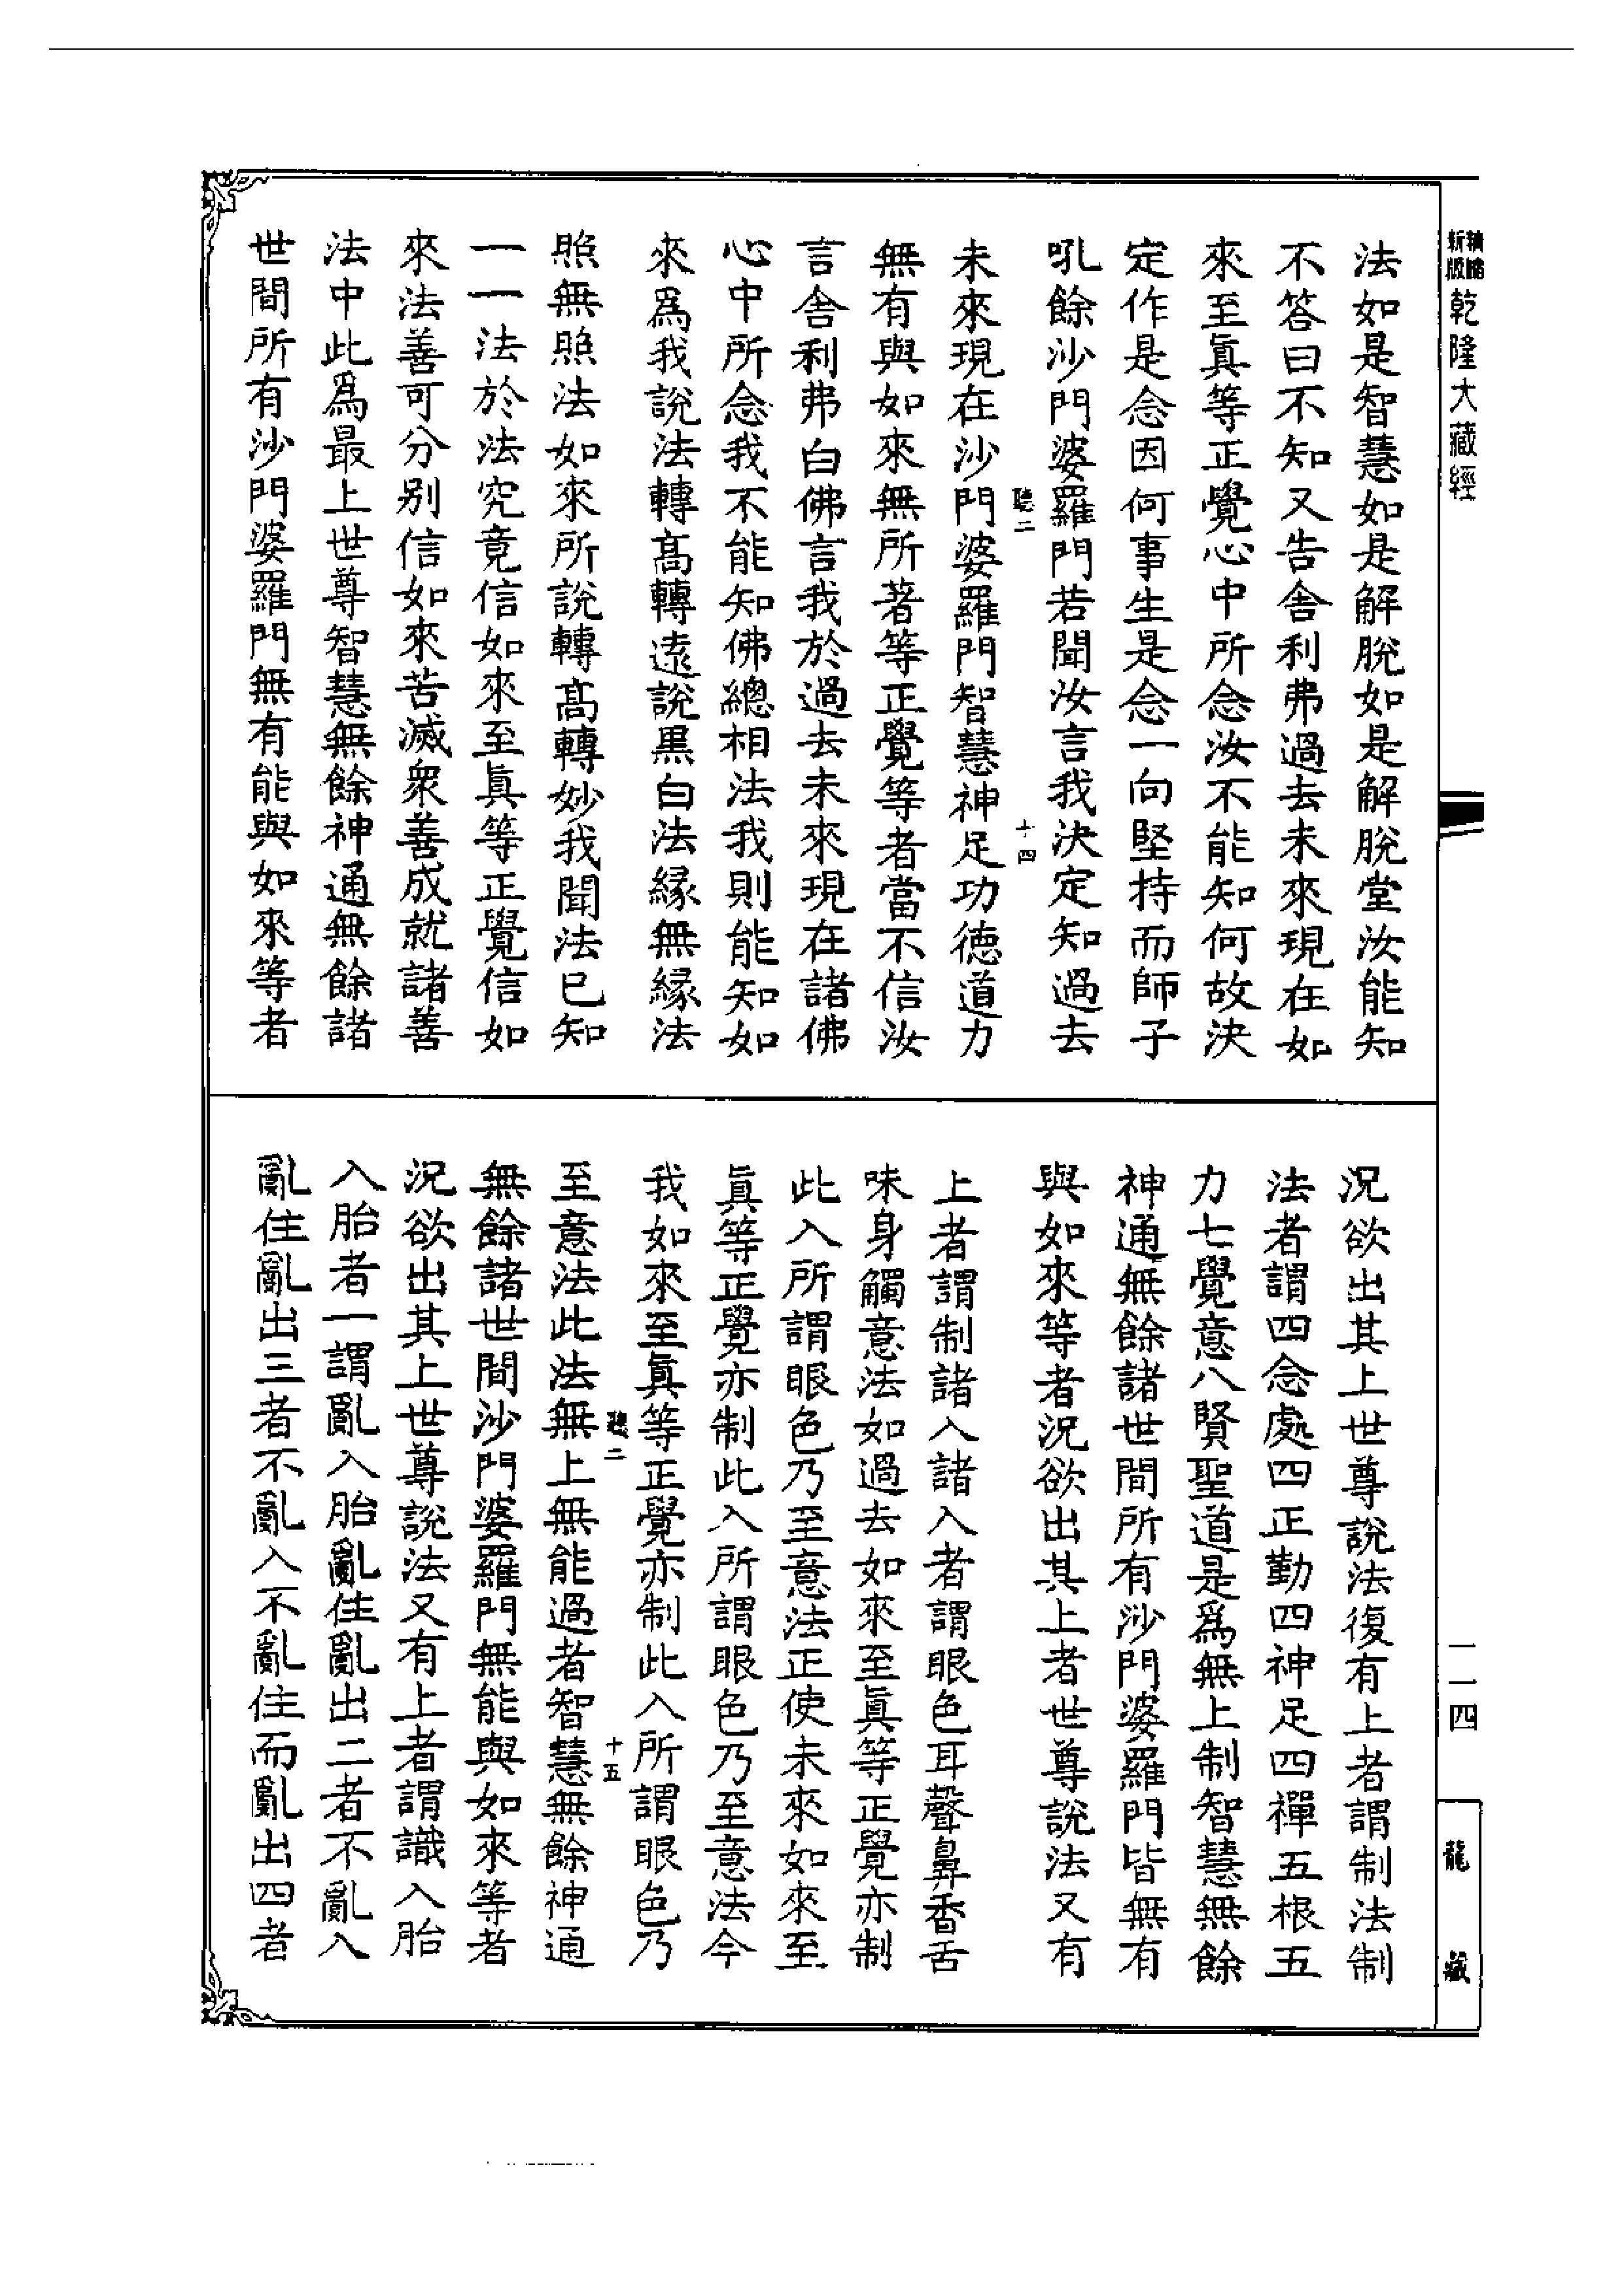 新版
精縮
乾隆大藏經
一一四
龍藏
法如是智慧如是解脫如是解脫堂汝能知
不答曰不知又告舍利弗過去未來現在如
來至眞等正覺心中所念汝不能知何故決
定作是念因何事生是念一向堅持而師子
吼餘沙門婆羅門若聞汝言我決定知過去
聽二
十四
未來現在沙門婆羅門智慧神足功德道力
無有與如來無所著等正覺等者當不信汝
言舍利弗白佛言我於過去未來現在諸佛
心中所念我不能知佛總相法我則能知如
來爲我說法轉高轉遠說黑白法緣無緣法
照無照法如來所說轉高轉妙我聞法已知
一一法於法究竟信如來至眞等正覺信如
來法善可分別信如來苦滅衆善成就諸善
法中此爲最上世尊智慧無餘神通無餘諸
世間所有沙門婆羅門無有能與如來等者
況欲出其上世尊說法復有上者謂制法制
法者謂四念處四正勤四神足四禪五根五
力七覺意八賢聖道是爲無上制智慧無餘
神通無餘諸世間所有沙門婆羅門皆無有
與如來等者況欲出其上者世尊說法又有
上者謂制諸入諸入者謂眼色耳聲鼻香舌
味身觸意法如過去如來至眞等正覺亦制
此入所謂眼色乃至意法正使未來如來至
眞等正覺亦制此入所謂眼色乃至意法今
我如來至眞等正覺亦制此入所謂眼色乃
聽二
十五
至意法此法無上無能過者智慧無餘神通
無餘諸世間沙門婆羅門無能與如來等者
況欲出其上世尊說法又有上者謂識入胎
入胎者一謂亂入胎亂住亂出二者不亂入
亂住亂出三者不亂入不亂住而亂出四者